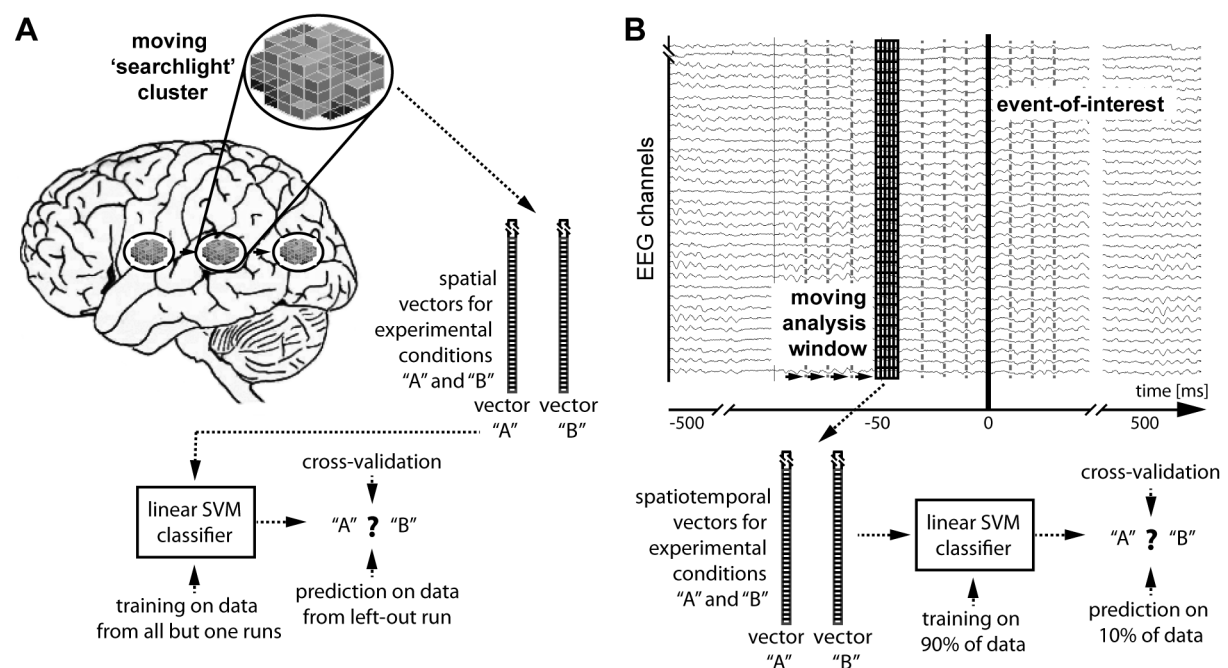 A
moving
'searchlight'
cluster
spatial
vectors for
experimental
conditions
“A” and “B”
vector
“A”
vector
“B”
linear SVM
classifier
cross-validation
“A” ? “B”
training on data
from all but one runs
prediction on data
from left-out run
B
EEG channels
event-of-interest
moving
analysis
window
time [ms]
-500
-50
0
500
spatiotemporal
vectors for
experimental
conditions
“A” and “B”
vector
“A”
vector
“B”
linear SVM
classifier
cross-validation
“A” ? “B”
training on
90% of data
prediction on
10% of data